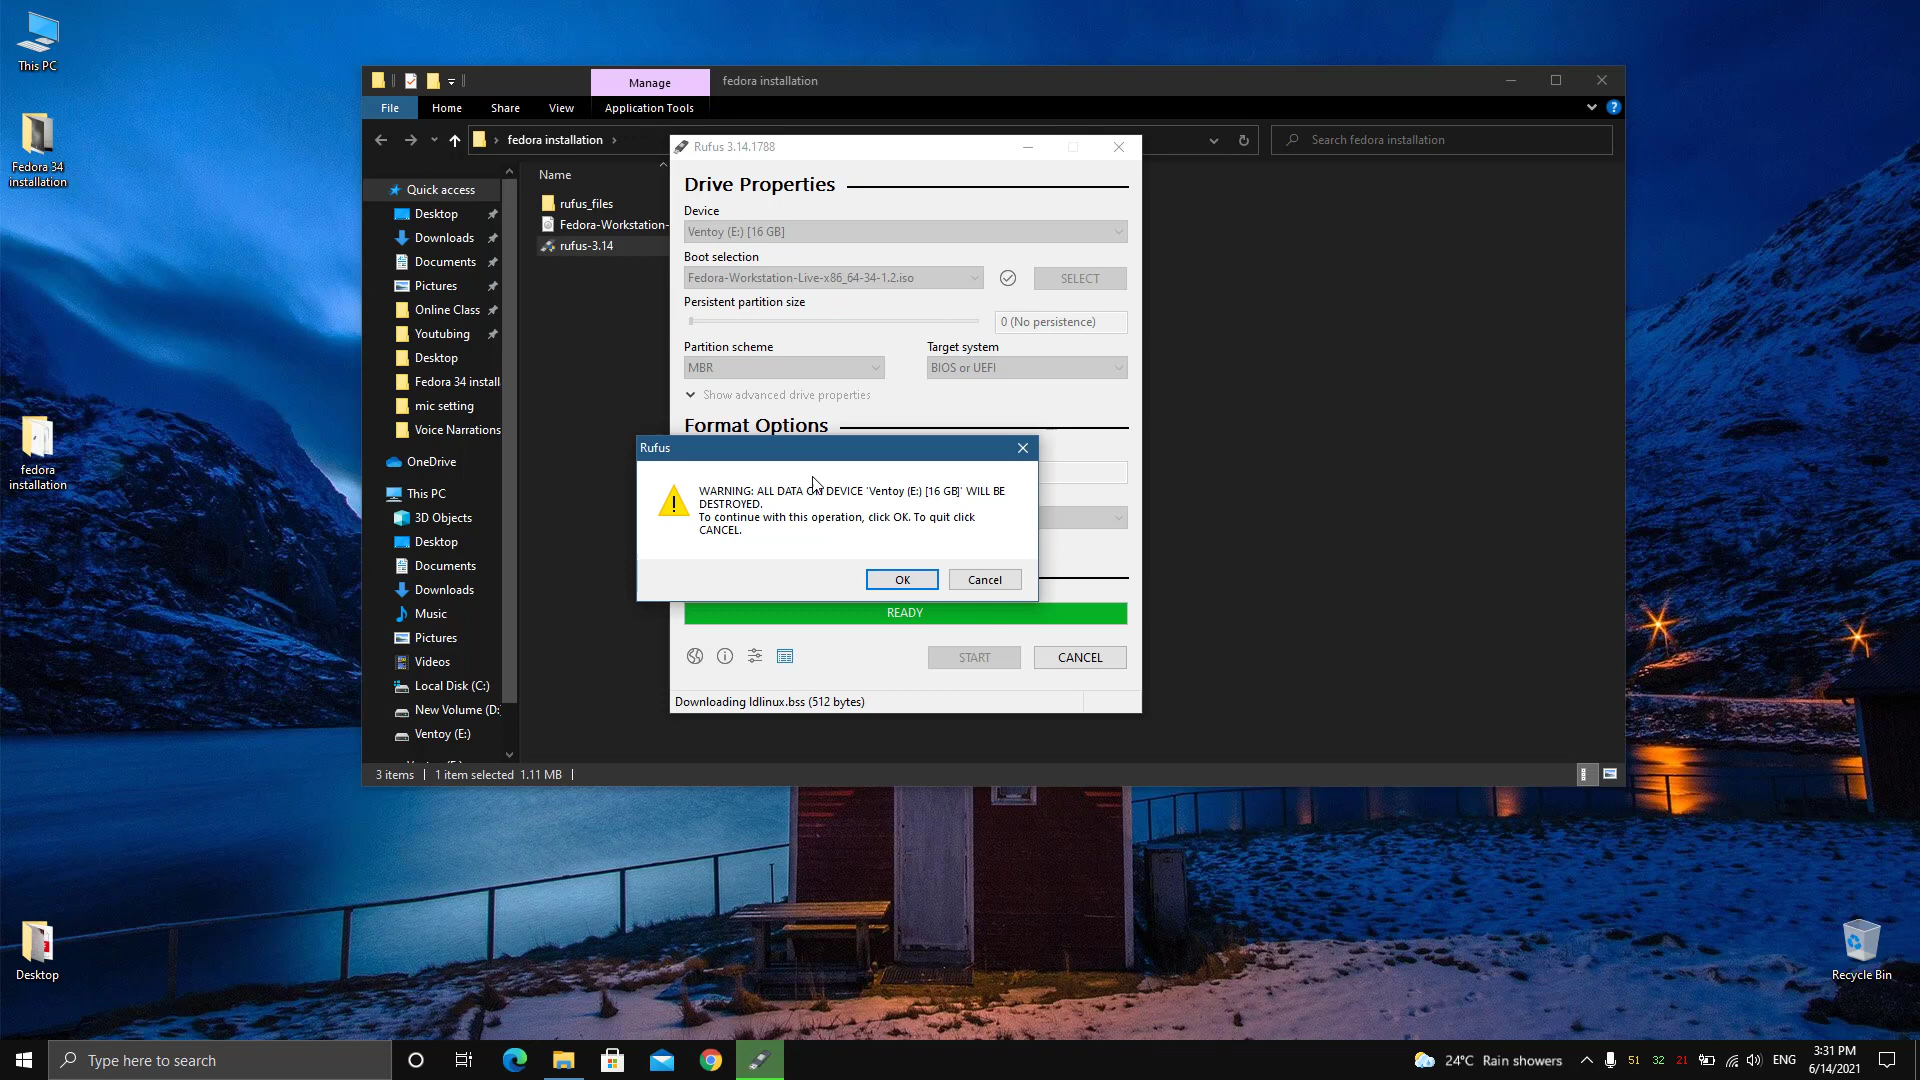 This PC
Fedora 34
installation
fedora
installation
Desktop
Recycle Bin
Manage
fedora installation
File
Home
Share
View
Application Tools
fedora installation
Search fedora installation
Quick access
Desktop
Downloads
Documents
Pictures
Online Class
Youtubing
Desktop
Fedora 34 install
mic setting
Voice Narrations
OneDrive
This PC
3D Objects
Desktop
Documents
Downloads
Music
Pictures
Videos
Local Disk (C:)
New Volume (D:
Ventoy (E:)
Name
rufus_files
Fedora-Workstation-
rufus-3.14
3 items
1 item selected 1.11 MB
Rufus 3.14.1788
Drive Properties
Device
Ventoy (E:) [16 GB]
Boot selection
Fedora-Workstation-Live-x86_64-34-1.2.iso
SELECT
Persistent partition size
0 (No persistence)
Partition scheme
Target system
MBR
BIOS or UEFI
Show advanced drive properties
Format Options
Rufus
WARNING: ALL DATA ON DEVICE 'Ventoy (E:) [16 GB]' WILL BE
DESTROYED.
To continue with this operation, click OK. To quit click
CANCEL.
OK
Cancel
READY
START
CANCEL
Downloading ldlinux.bss (512 bytes)
Type here to search
24°C Rain showers
51
32
21
ENG
3:31 PM
6/14/2021